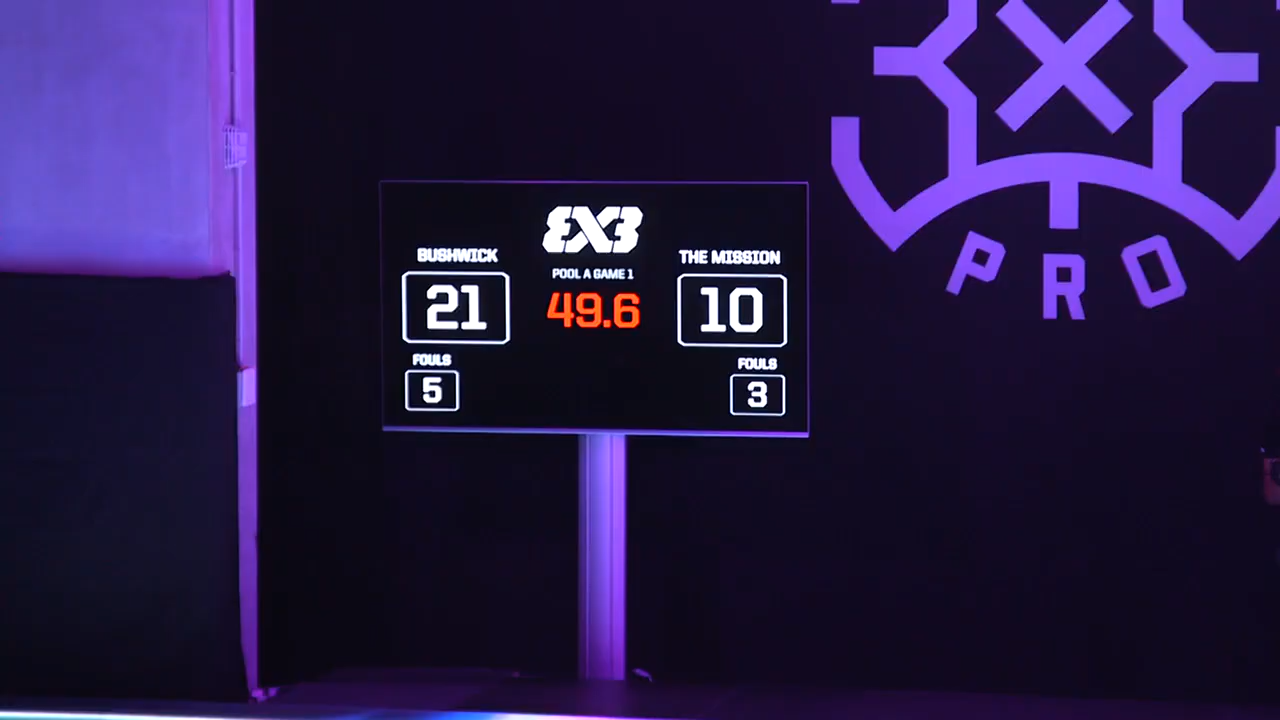 3X3
BUSHWICK
THE MISSION
POOL A GAME 1
21
49.6
10
FOULS
FOULS
5
3
X
PRO